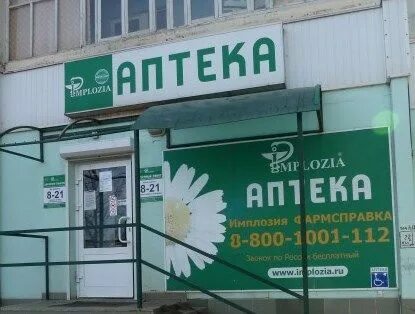 IMPLOZIA
АПТЕКА
8-21
8-21
IMPLOZIA
АПТЕКА
Имплозия ФАРМСПРАВКА
8-800-1001-112
Звонок по России бесплатный
www.implozia.ru